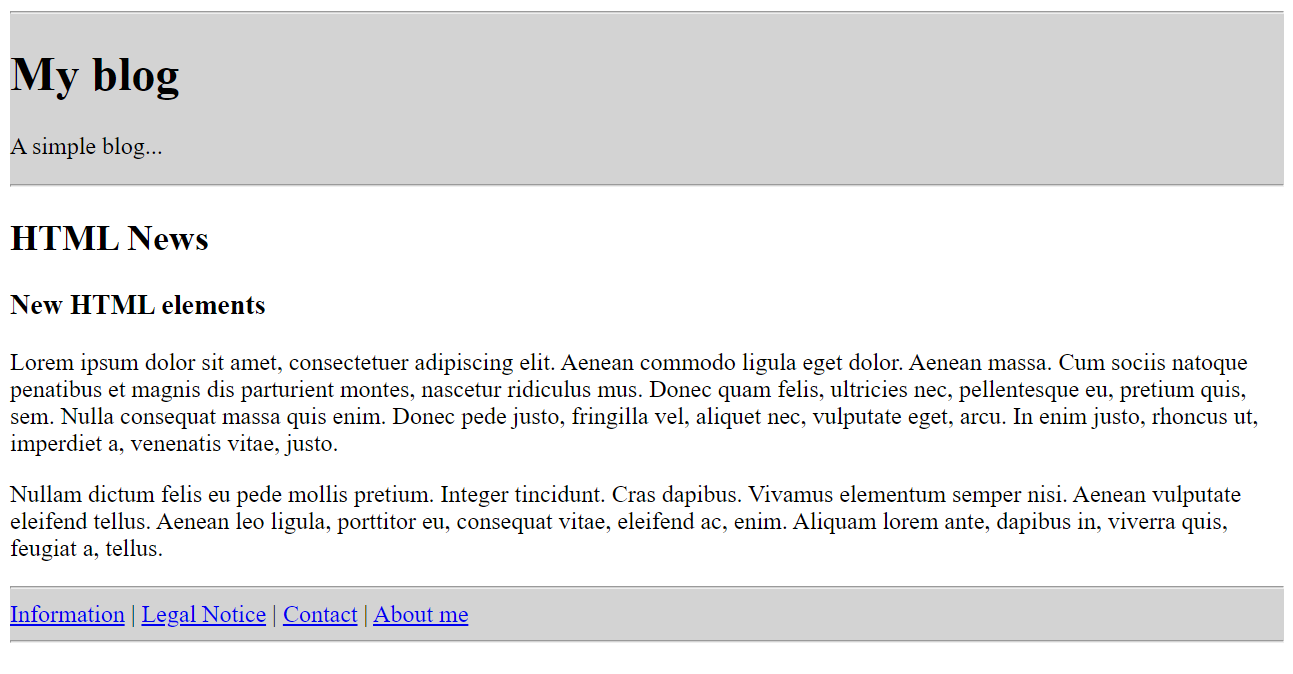 My blog
A simple blog...
HTML News
New HTML elements
Lorem ipsum dolor sit amet, consectetuer adipiscing elit. Aenean commodo ligula eget dolor. Aenean massa. Cum sociis natoque
penatibus et magnis dis parturient montes, nascetur ridiculus mus. Donec quam felis, ultricies nec, pellentesque eu, pretium quis,
sem. Nulla consequat massa quis enim. Donec pede justo, fringilla vel, aliquet nec, vulputate eget, arcu. In enim justo, rhoncus ut,
imperdiet a, venenatis vitae, justo.
Nullam dictum felis eu pede mollis pretium. Integer tincidunt. Cras dapibus. Vivamus elementum semper nisi. Aenean vulputate
eleifend tellus. Aenean leo ligula, porttitor eu, consequat vitae, eleifend ac, enim. Aliquam lorem ante, dapibus in, viverra quis,
feugiat a, tellus.
Information | Legal Notice | Contact | About me